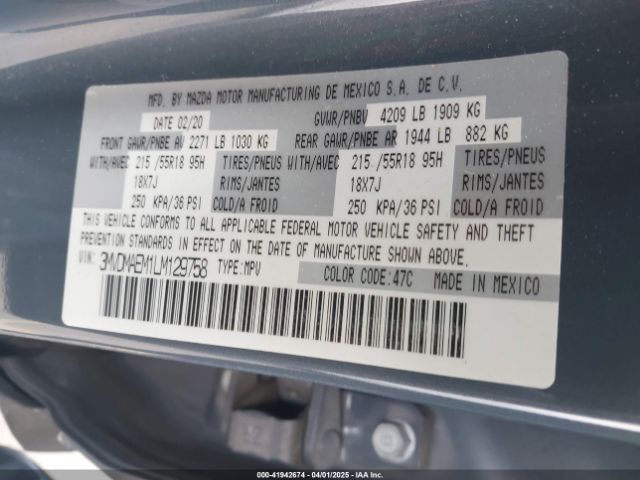 MFD. BY MAZDA MOTOR MANUFACTURING DE MEXICO S.A. DE C.V.
DATE 02/20 GVWR/PNBV 4209 LB 1909 KG
FRONT GAWR/PNBE AV 2271 LB 1030 KG REAR GAWR/PNBE AR 1944 LB 882 KG
WITH/AVEC 215 /55R18 95H TIRES/PNEUS WITH/AVEC 215 /55R18 95H TIRES/PNEUS
18X7J RIMS/JANTES 18X7J RIMS/JANTES
250 KPA/36 PSI COLD/A FROID 250 KPA/36 PSI COLD/A FROID
THIS VEHICLE CONFORMS TO ALL APPLICABLE FEDERAL MOTOR VEHICLE SAFETY AND THEFT
PREVENTION STANDARDS IN EFFECT ON THE DATE OF MANUFACTURE SHOWN ABOVE.
VIN: 3MVDMAEM1LM129758 TYPE:MPV COLOR CODE:47C MADE IN MEXICO
3-41942674 / 04/01/2025 / IAAI.com